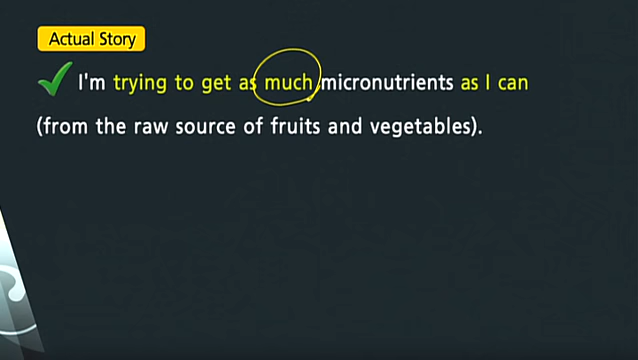 Actual Story
I'm trying to get as much micronutrients as I can
(from the raw source of fruits and vegetables).